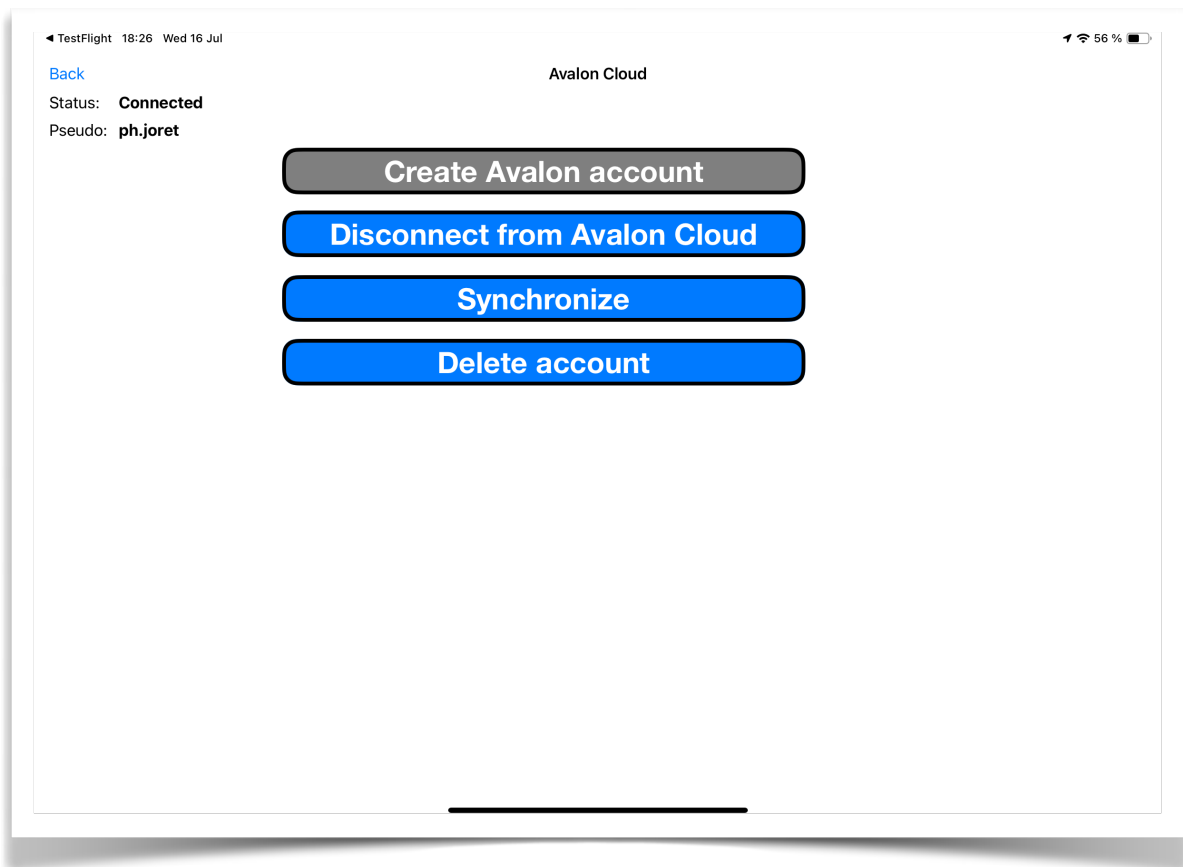 ◀ TestFlight 18:26 Wed 16 Jul 56 %
Back Avalon Cloud
Status: Connected
Pseudo: ph.joret
Create Avalon account
Disconnect from Avalon Cloud
Synchronize
Delete account